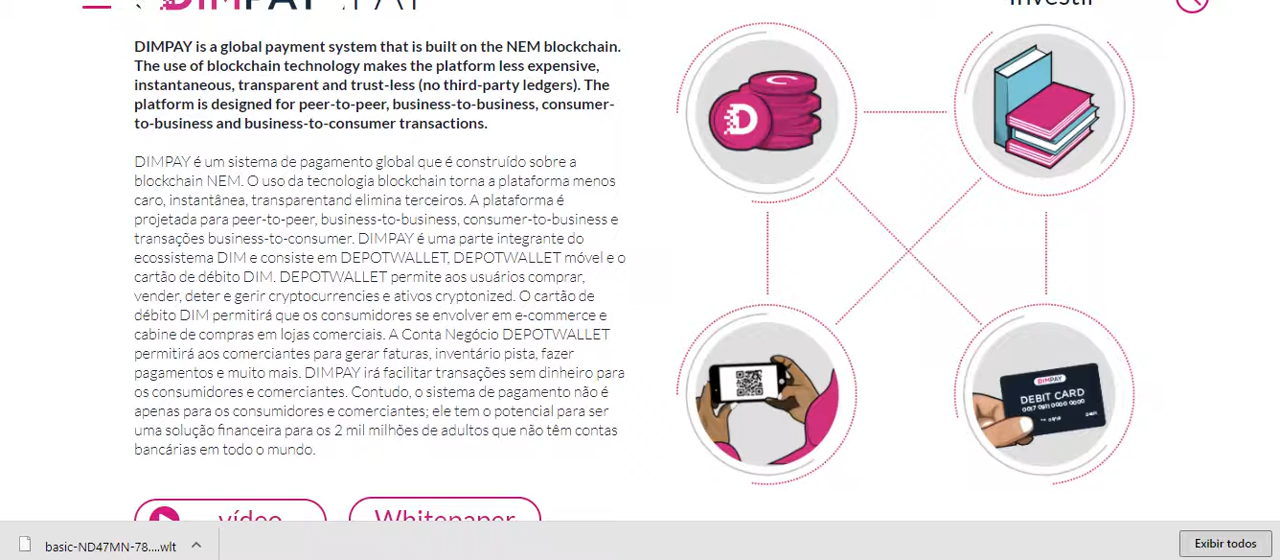 DIMPAY PAY
Investir
DIMPAY is a global payment system that is built on the NEM blockchain.
The use of blockchain technology makes the platform less expensive,
instantaneous, transparent and trust-less (no third-party ledgers). The
platform is designed for peer-to-peer, business-to-business, consumer-
to-business and business-to-consumer transactions.
DIMPAY é um sistema de pagamento global que é construído sobre a
blockchain NEM. O uso da tecnologia blockchain torna a plataforma menos
caro, instantânea, transparentand elimina terceiros. A plataforma é
projetada para peer-to-peer, business-to-business, consumer-to-business e
transações business-to-consumer. DIMPAY é uma parte integrante do
ecossistema DIM e consiste em DEPOTWALLET, DEPOTWALLET móvel e o
cartão de débito DIM. DEPOTWALLET permite aos usuários comprar,
vender, deter e gerir cryptocurrencies e ativos cryptonized. O cartão de
débito DIM permitirá que os consumidores se envolver em e-commerce e
cabine de compras em lojas comerciais. A Conta Negócio DEPOTWALLET
permitirá aos comerciantes para gerar faturas, inventário pista, fazer
pagamentos e muito mais. DIMPAY irá facilitar transações sem dinheiro para
os consumidores e comerciantes. Contudo, o sistema de pagamento não é
apenas para os consumidores e comerciantes; ele tem o potencial para ser
uma solução financeira para os 2 mil milhões de adultos que não têm contas
bancárias em todo o mundo.
D
DIMPAY
DEBIT CARD
vídeo
Whitepaper
basic-ND47MN-78....wlt
Exibir todos